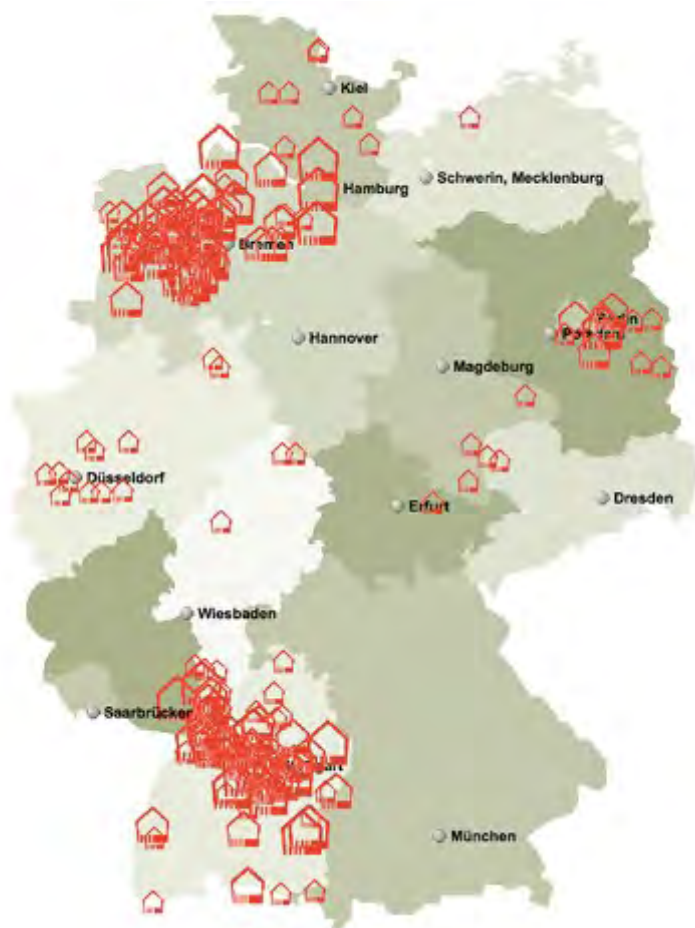 Kiel
Schwerin, Mecklenburg
Hamburg
Bremen
Hannover
Magdeburg
Düsseldorf
Erfurt
Dresden
Wiesbaden
Saarbrücken
München